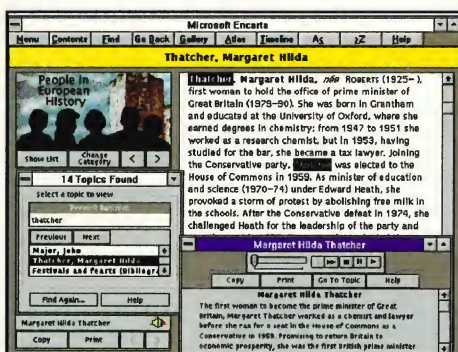 Microsoft Encarta
Menu Contents Find Go Back Gallery Atlas Timeline Help
Thatcher, Margaret Hilda
People in
European
History
Show List Change Category < >
14 Topics Found
Select a topic to view
thatcher
Previous Next
Major, John
Thatcher, Margaret Hilda
Festivals and Feasts (Bibliogra
Find Again... Help
Margaret Hilda Thatcher
Copy Print < >
Thatcher, Margaret Hilda, née ROBERTS (1925– ),
first woman to hold the office of prime minister of
Great Britain (1979–90). She was born in Grantham
and educated at the University of Oxford, where she
earned degrees in chemistry; from 1947 to 1951 she
worked as a research chemist, but in 1953, having
studied for the bar, she became a tax lawyer. Joining
the Conservative party, Thatcher was elected to the
House of Commons in 1959. As minister of education
and science (1970–74) under Edward Heath, she
provoked a storm of protest by abolishing free milk in
the schools. After the Conservative defeat in 1974, she
challenged Heath for the leadership of the party and
Margaret Hilda Thatcher
Copy Print Go To Topic Help
Margaret Hilda Thatcher
The first woman to become the prime minister of Great
Britain, Margaret Thatcher worked as a chemist and lawyer
before she ran for a seat in the House of Commons as a
Conservative in 1959. Promising to return Britain to
economic prosperity, she was the first British prime minister